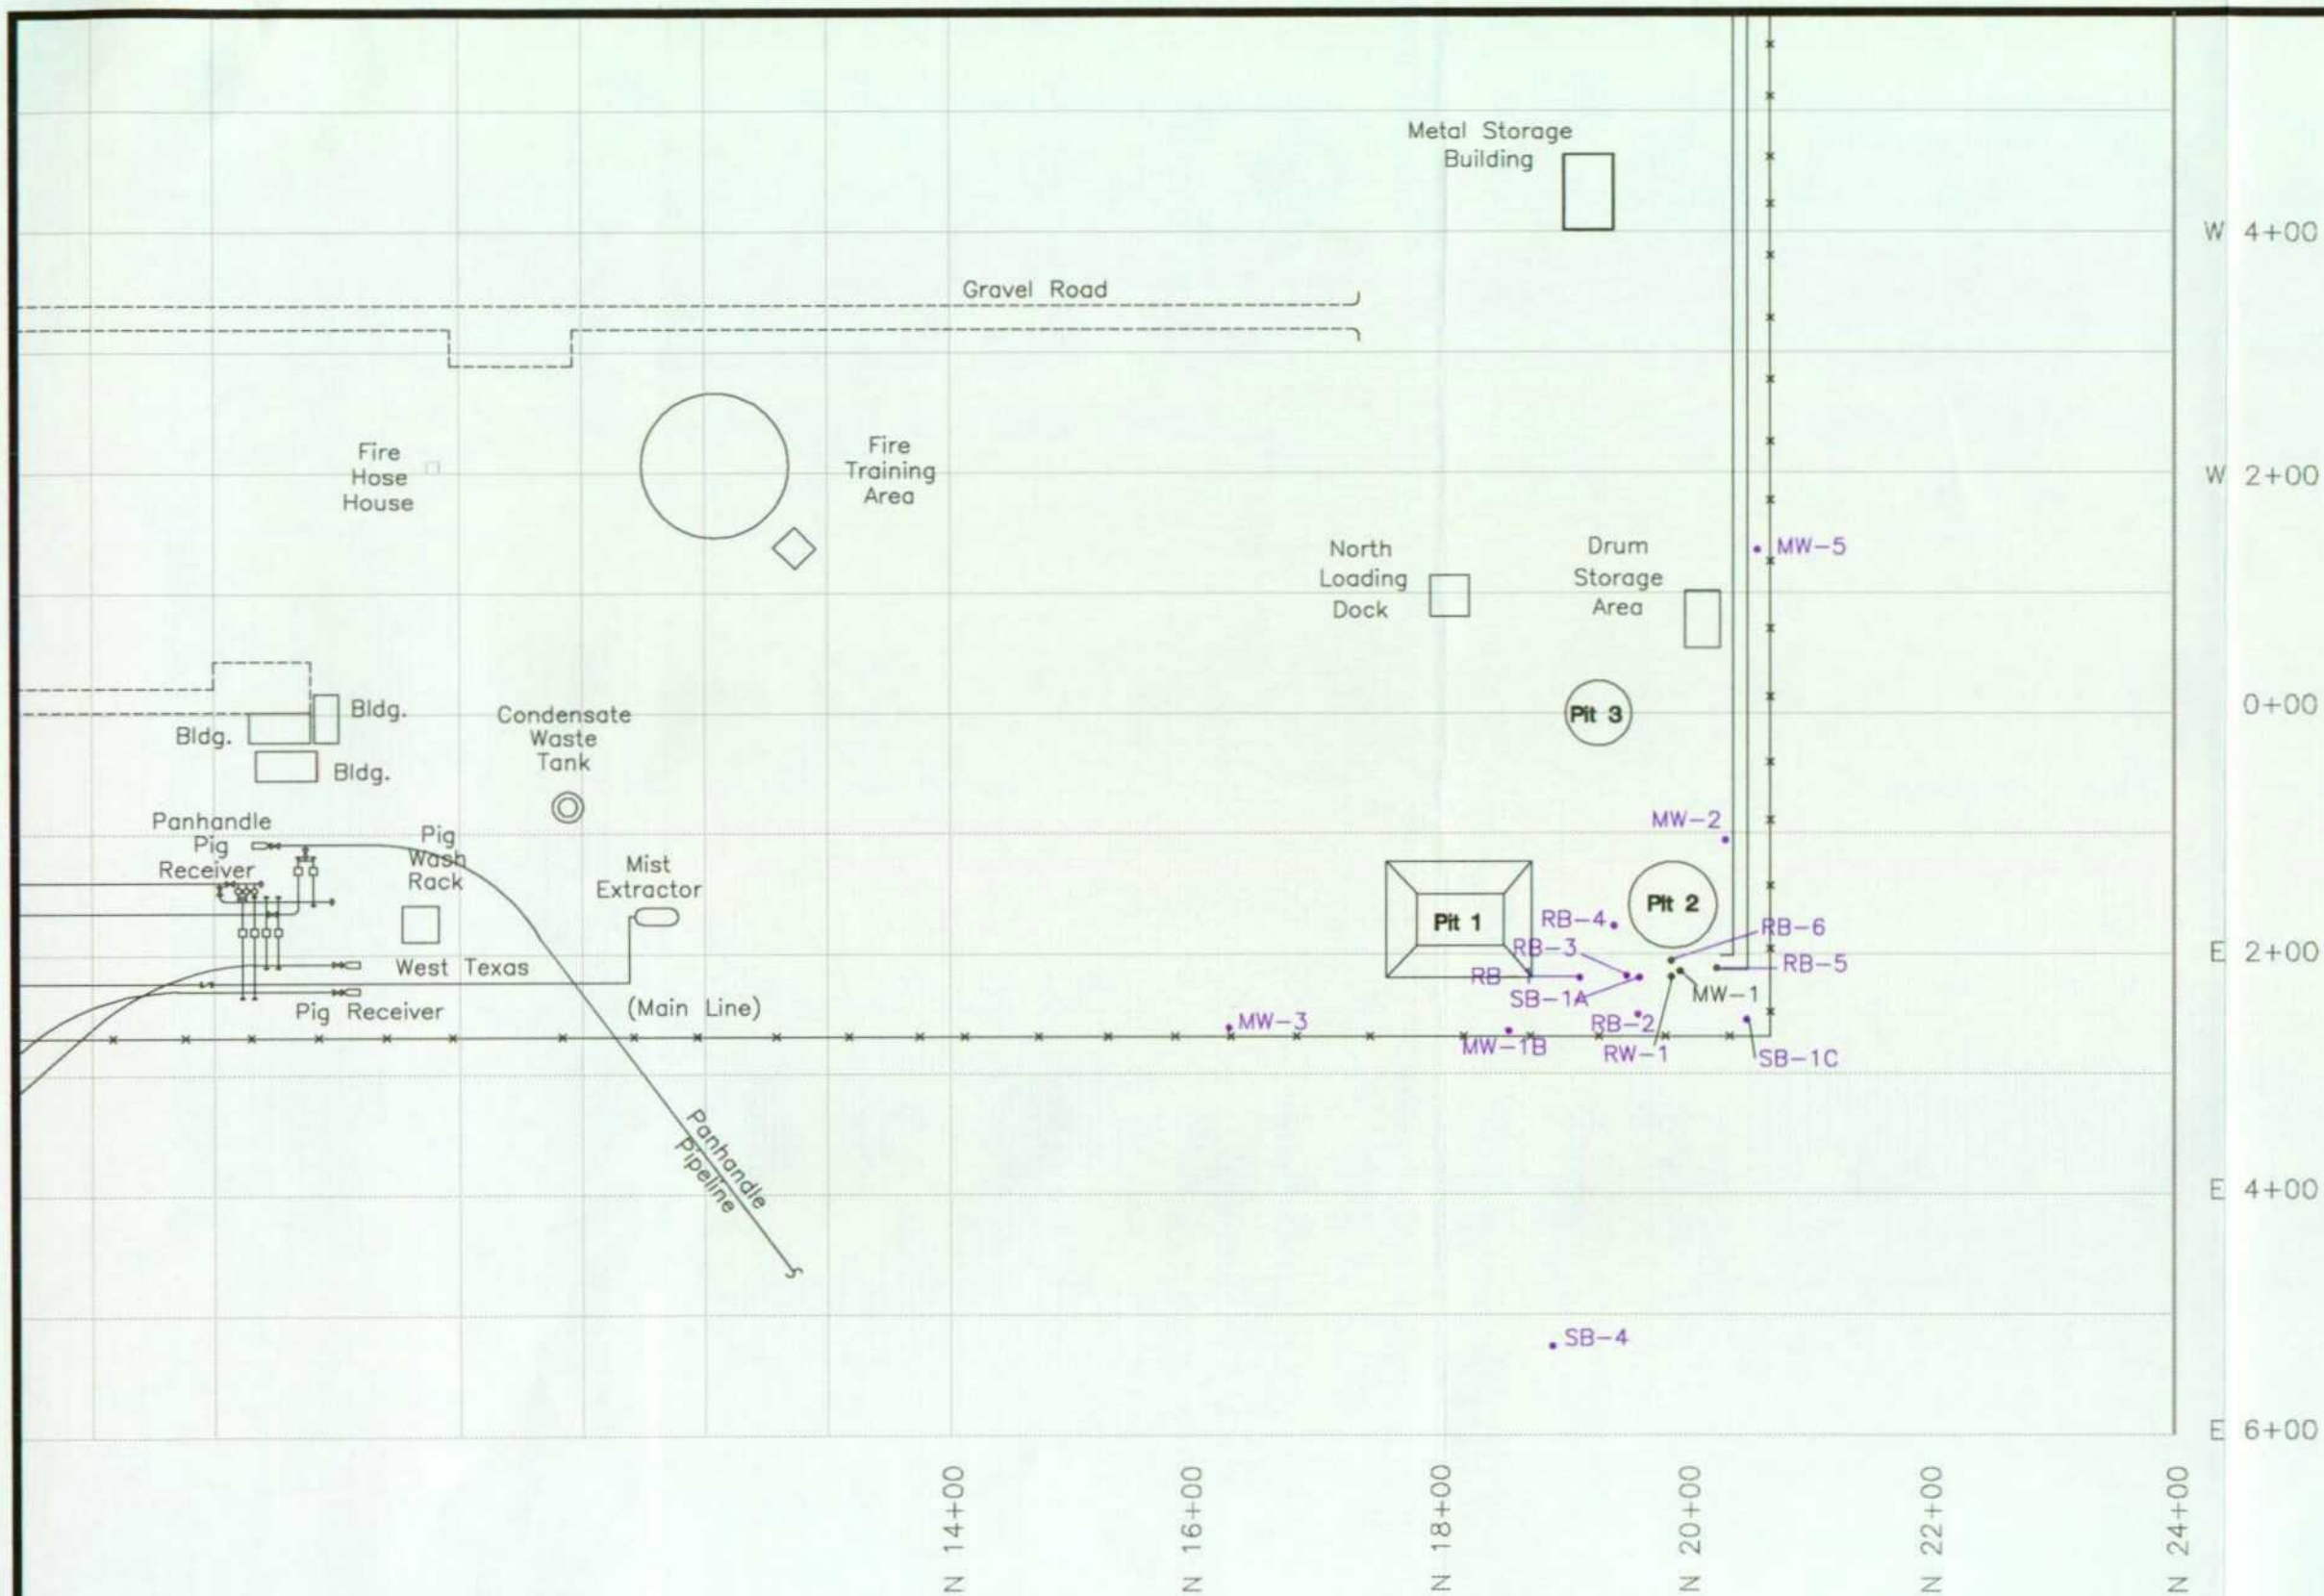 Metal Storage
Building
W 4+00
Gravel Road
Fire
Hose
House
Fire
Training
Area
W 2+00
North
Loading
Dock
Drum
Storage
Area
MW-5
Bldg.
Bldg.
Bldg.
Condensate
Waste
Tank
Pit 3
0+00
Panhandle
Pig
Receiver
Pig
Wash
Rack
Mist
Extractor
MW-2
Pit 1
Pit 2
RB-4
RB-6
RB-3
E 2+00
RB-5
RB
SB-1A
MW-1
West Texas
Pig Receiver
(Main Line)
MW-3
RB-2
MW-1B
RW-1
SB-1C
Panhandle
Pipeline
E 4+00
SB-4
E 6+00
N 14+00
N 16+00
N 18+00
N 20+00
N 22+00
N 24+00